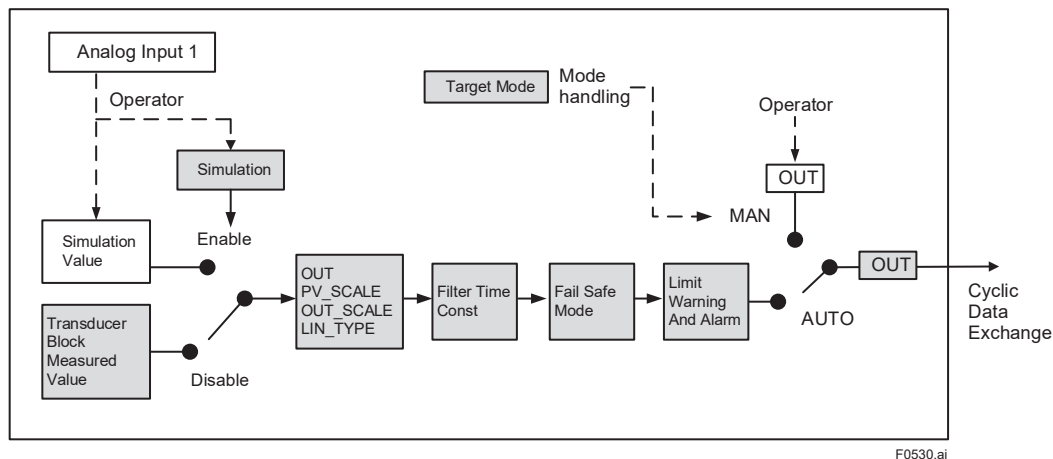 Analog Input 1
Operator
Simulation
Simulation
Value
Enable
Transducer
Block
Measured
Value
Disable
OUT
PV_SCALE
OUT_SCALE
LIN_TYPE
Filter Time
Const
Fail Safe
Mode
Limit
Warning
And Alarm
Target Mode
Mode
handling
Operator
OUT
MAN
AUTO
OUT
Cyclic
Data
Exchange
F0530.ai